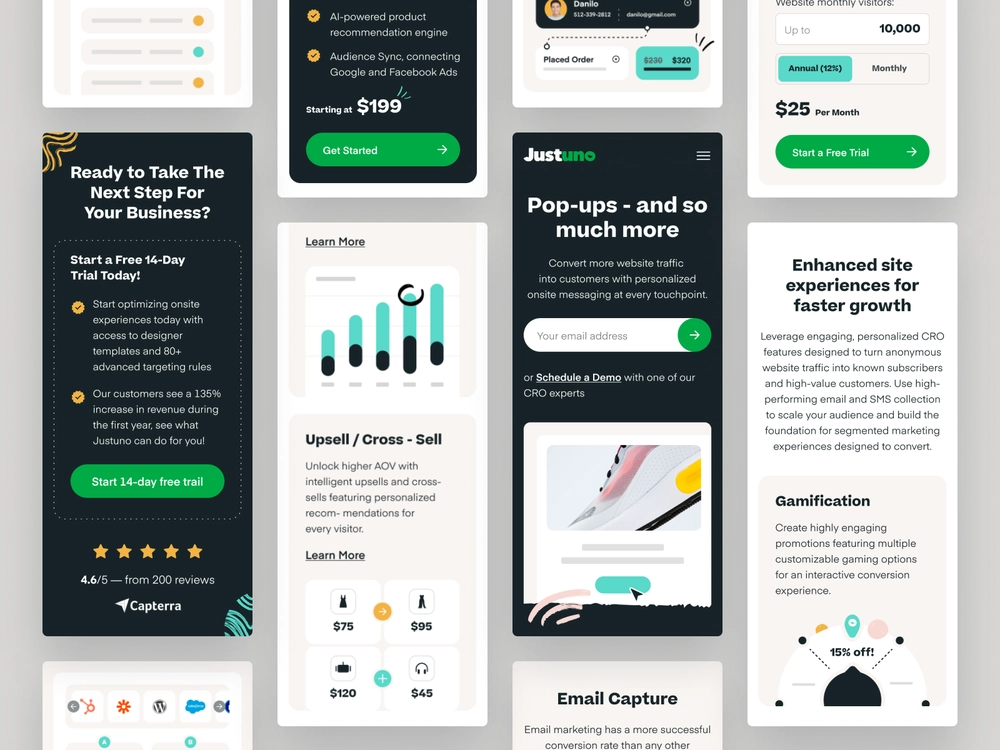 Ready to Take The
Next Step For
Your Business?
Start a Free 14-Day
Trial Today!
Start optimizing onsite
experiences today with
access to designer
templates and 80+
advanced targeting rules
Our customers see a 135%
increase in revenue during
the first year, see what
Justuno can do for you!
Start 14-day free trail
4.6/5 — from 200 reviews
Capterra
A
B
AI-powered product
recommendation engine
Audience Sync, connecting
Google and Facebook Ads
Starting at $199
Get Started
Learn More
Upsell / Cross - Sell
Unlock higher AOV with
intelligent upsells and cross-
sells featuring personalized
recom- mendations for
every visitor.
Learn More
$75
$95
$120
$45
Danilo
512-339-2812
danilo@gmail.com
Placed Order
$230 $320
Justuno
Pop-ups - and so
much more
Convert more website traffic
into customers with personalized
onsite messaging at every touchpoint.
Your email address
or Schedule a Demo with one of our
CRO experts
Email Capture
Email marketing has a more successful
conversion rate than any other
Website monthly visitors:
Up to 10,000
Annual (12%) Monthly
$25 Per Month
Start a Free Trial
Enhanced site
experiences for
faster growth
Leverage engaging, personalized CRO
features designed to turn anonymous
website traffic into known subscribers
and high-value customers. Use high-
performing email and SMS collection
to scale your audience and build the
foundation for segmented marketing
experiences designed to convert.
Gamification
Create highly engaging
promotions featuring multiple
customizable gaming options
for an interactive conversion
experience.
15% off!